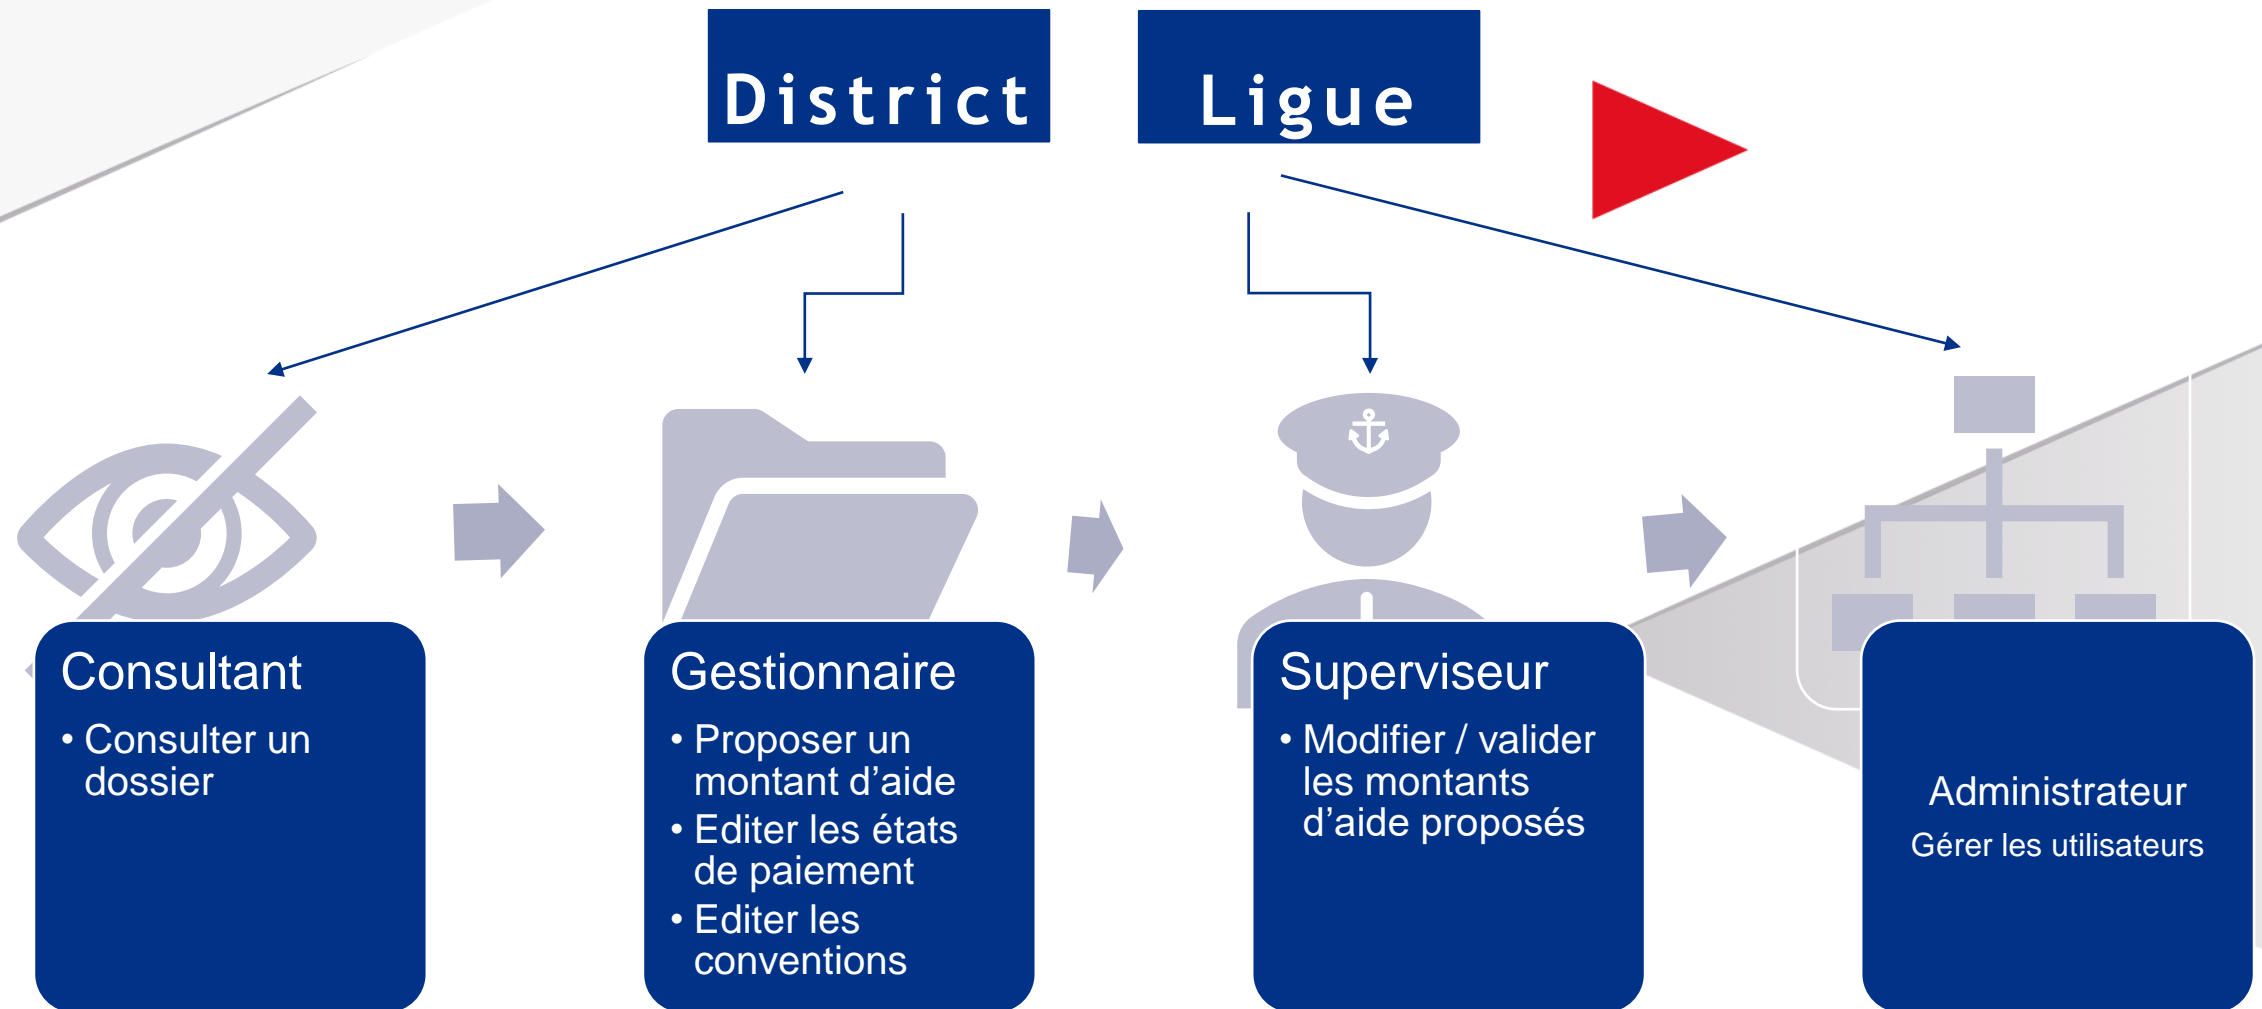 District
Ligue
Consultant
• Consulter un
dossier
Gestionnaire
• Proposer un
montant d’aide
• Editer les états
de paiement
• Editer les
conventions
Superviseur
• Modifier / valider
les montants
d’aide proposés
Administrateur
Gérer les utilisateurs